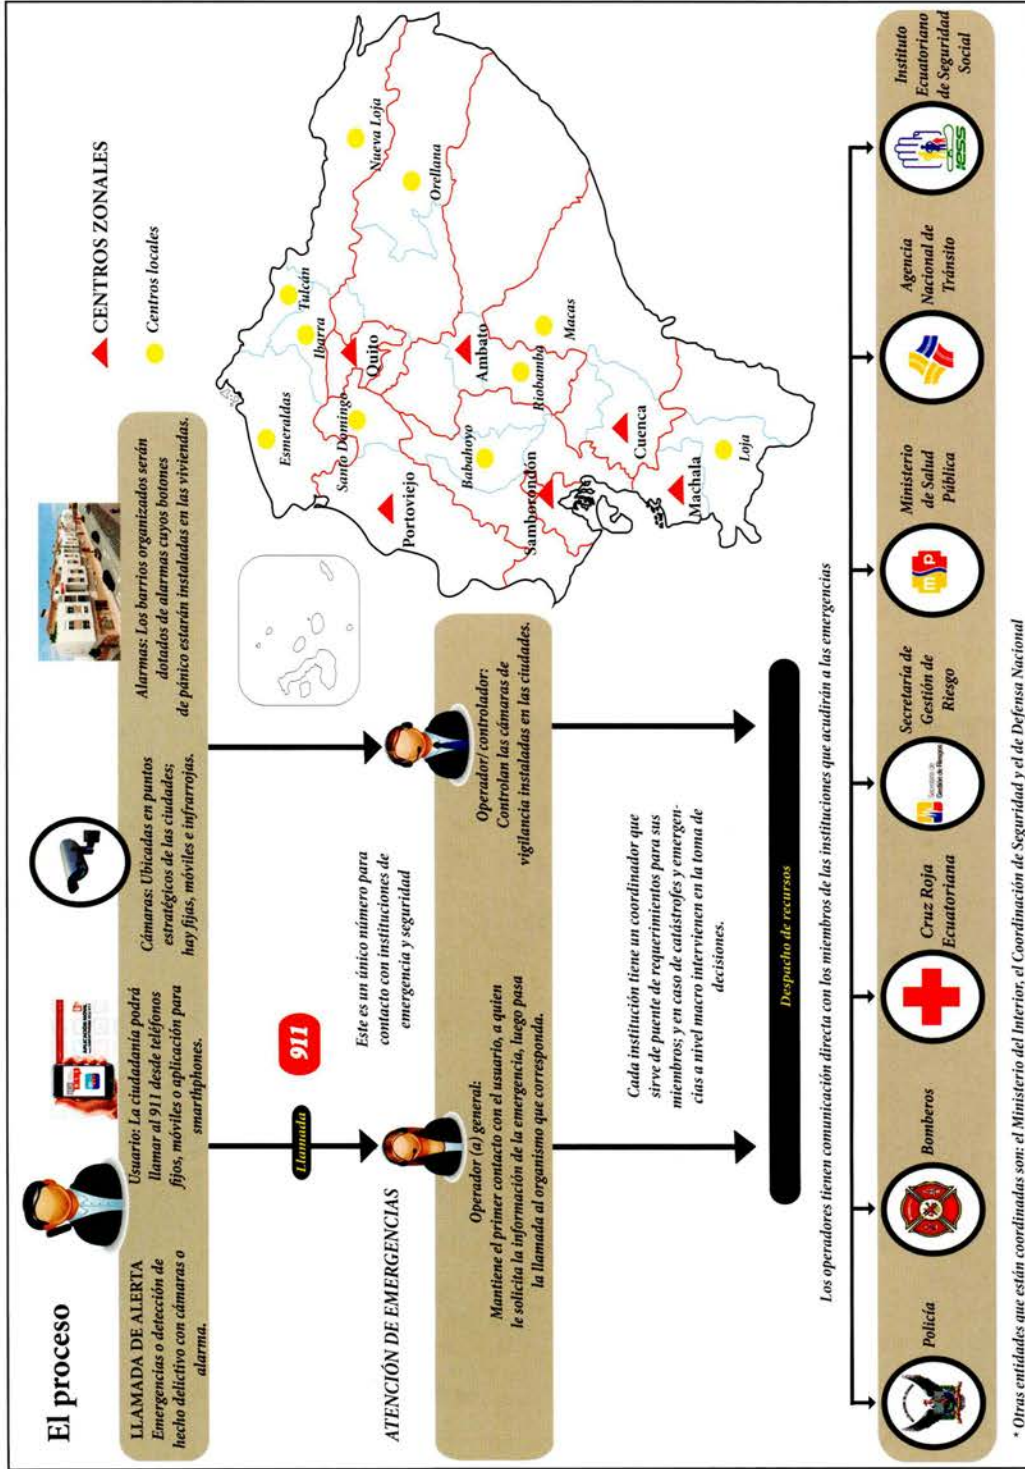 El proceso
LLAMADA DE ALERTA
Emergencias o detección de
hecho delictivo con cámaras o
alarma.
Usuario: La ciudadanía podrá
llamar al 911 desde teléfonos
fijos, móviles o aplicación para
smarthphones.
Cámaras: Ubicadas en puntos
estratégicos de las ciudades;
hay fijas, móviles e infrarrojas.
Alarmas: Los barrios organizados serán
dotados de alarmas cuyos botones
de pánico estarán instaladas en las viviendas.
CENTROS ZONALES
Centros locales
Llamada
911
Este es un único número para
contacto con instituciones de
emergencia y seguridad
ATENCIÓN DE EMERGENCIAS
Operador (a) general:
Mantiene el primer contacto con el usuario, a quien
le solicita la información de la emergencia, luego pasa
la llamada al organismo que corresponda.
Operador/ controlador:
Controlan las cámaras de
vigilancia instaladas en las ciudades.
Esmeraldas
Tulcán
Ibarra
Santo Domingo
Quito
Nueva Loja
Orellana
Portoviejo
Ambato
Babahoyo
Riobamba
Macas
Samborondón
Cuenca
Machala
Loja
Cada institución tiene un coordinador que
sirve de puente de requerimientos para sus
miembros; y en caso de catástrofes y emergen-
cias a nivel macro intervienen en la toma de
decisiones.
Despacho de recursos
Los operadores tienen comunicación directa con los miembros de las instituciones que acudirán a las emergencias
Policía
Bomberos
Cruz Roja
Ecuatoriana
Secretaría de
Gestión de
Riesgo
Secretaría de
Gestión de Riesgos
Ministerio
de Salud
Pública
msp
Agencia
Nacional de
Tránsito
Instituto
Ecuatoriano
de Seguridad
Social
IESS
* Otras entidades que están coordinadas son: el Ministerio del Interior, el Coordinación de Seguridad y el de Defensa Nacional